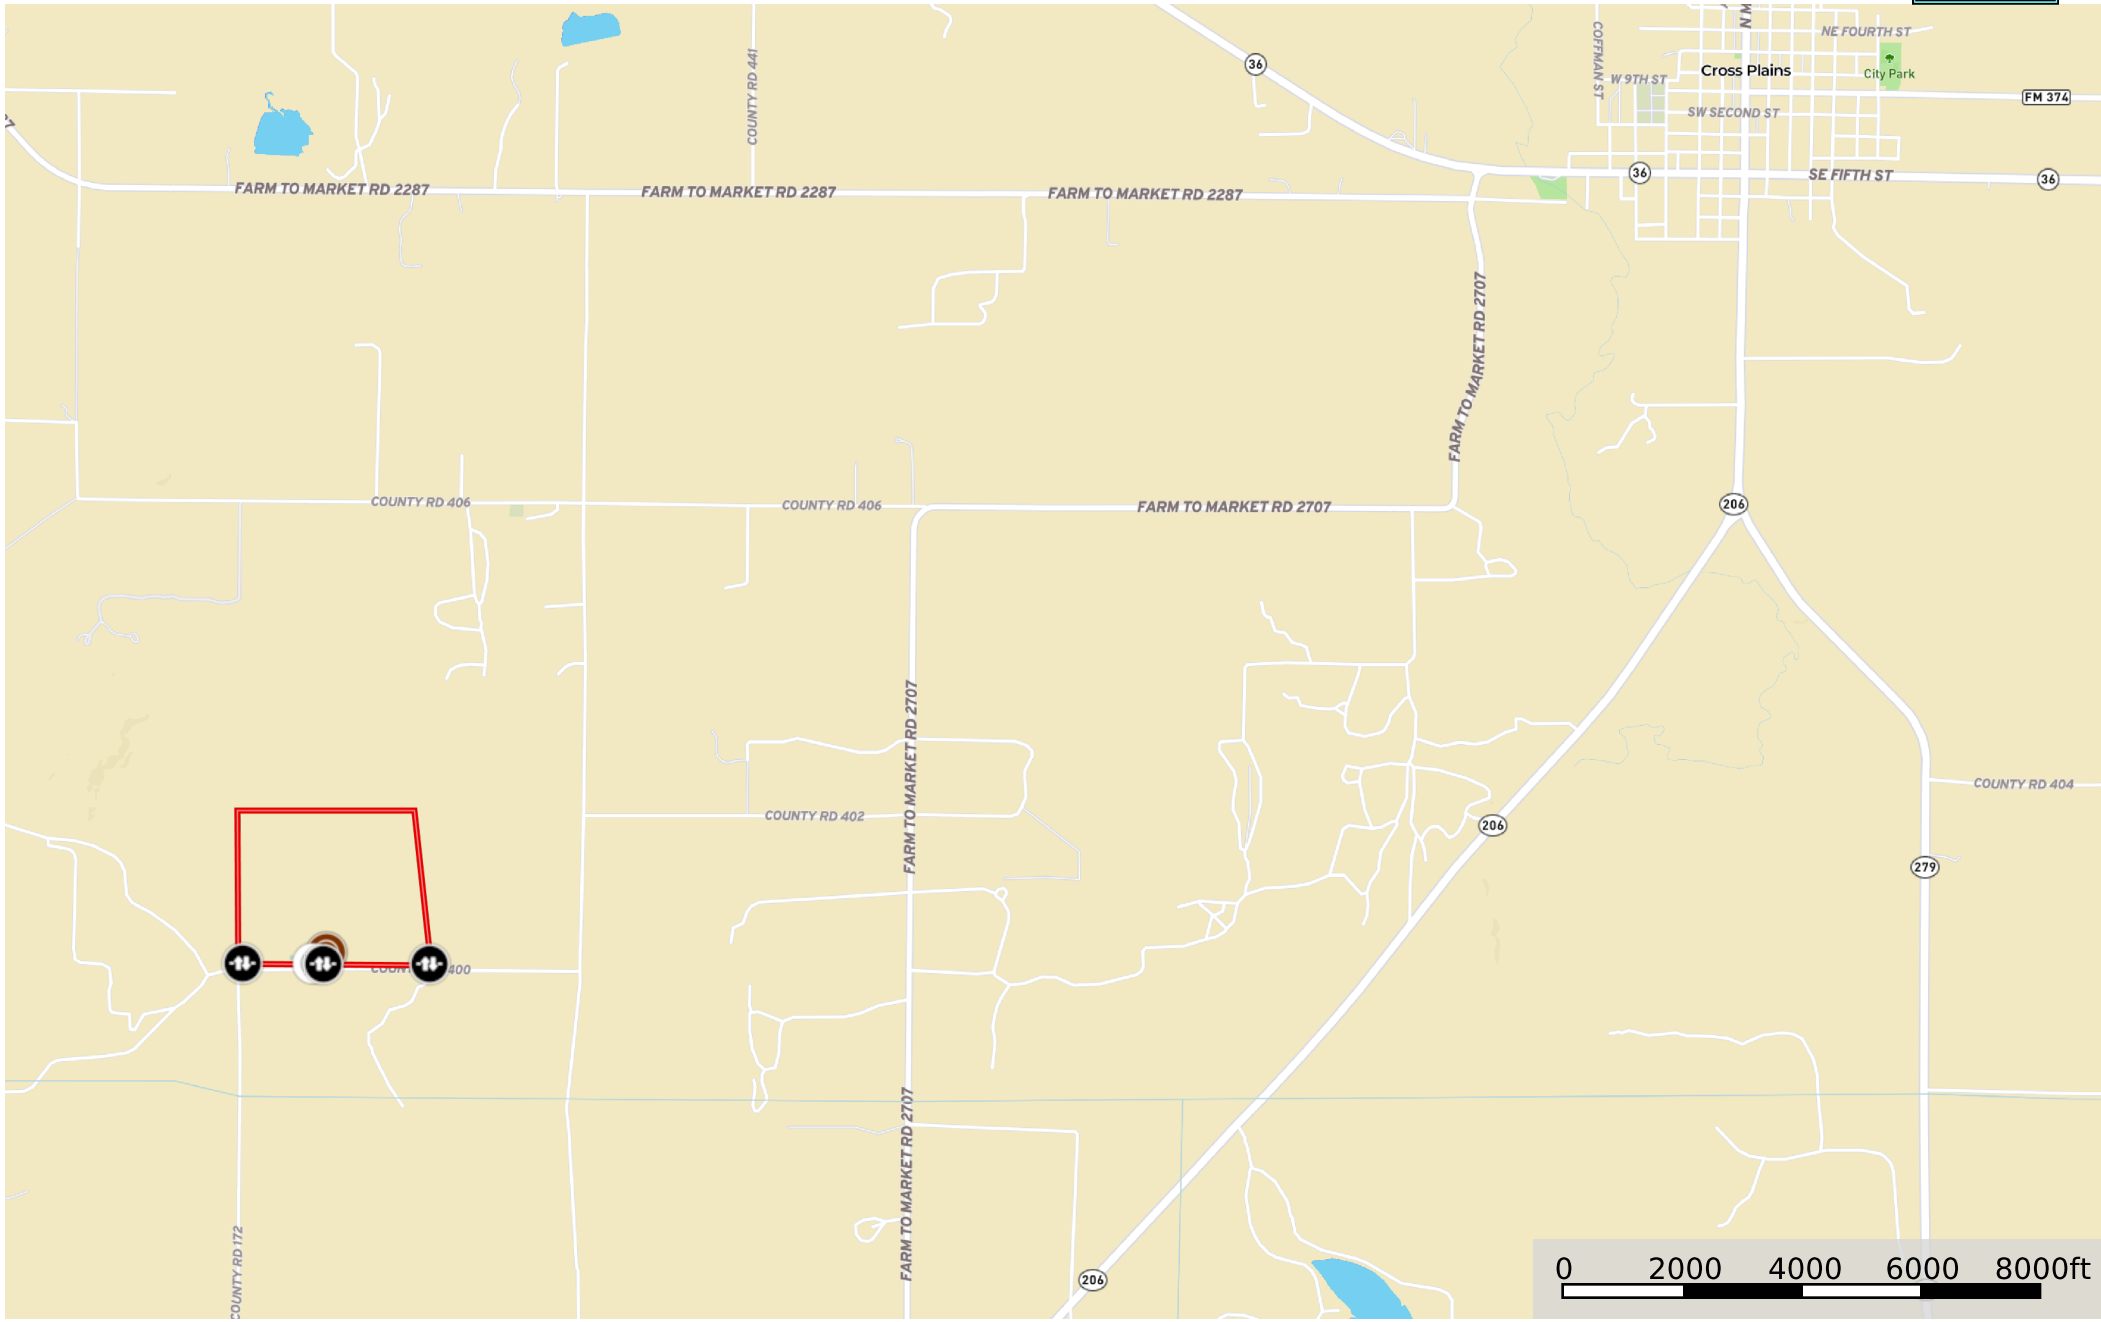 N M
COFFMAN ST
NE FOURTH ST
COUNTY RD 441
36
Cross Plains
City Park
W 9TH ST
FM 374
SW SECOND ST
36
SE FIFTH ST
36
FARM TO MARKET RD 2287
FARM TO MARKET RD 2287
FARM TO MARKET RD 2287
FARM TO MARKET RD 2707
COUNTY RD 406
COUNTY RD 406
FARM TO MARKET RD 2707
206
FARM TO MARKET RD 2707
COUNTY RD 404
COUNTY RD 402
206
279
COUN 400
FARM TO MARKET RD 2707
COUNTY RD 172
206
0 2000 4000 6000 8000ft